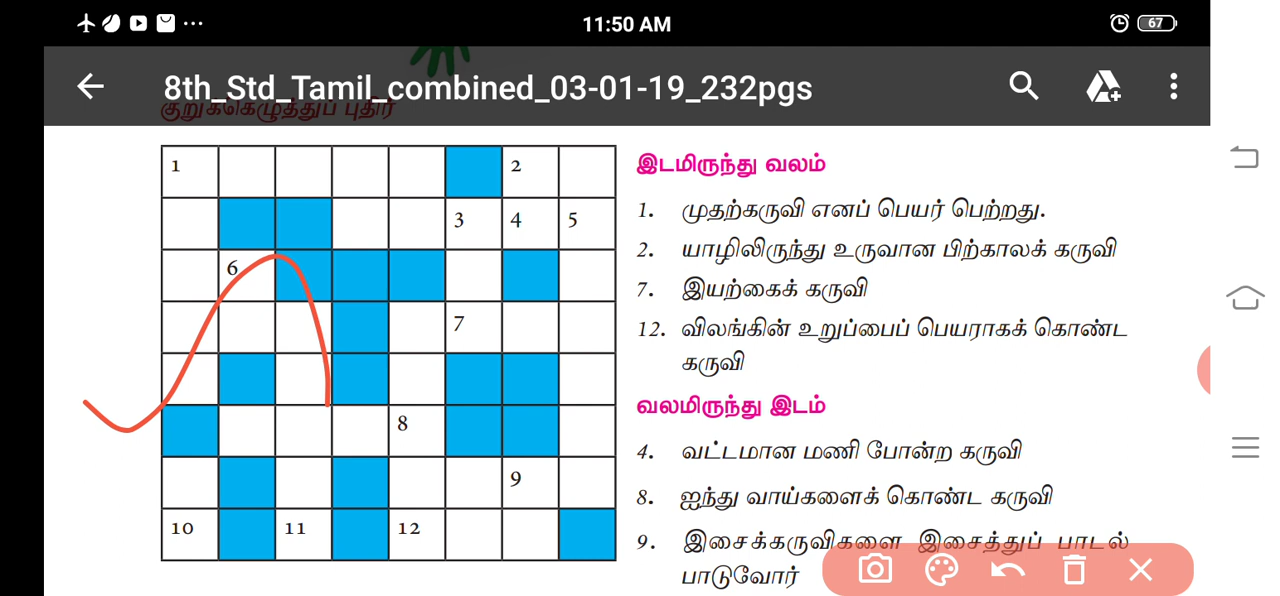 11:50 AM
67
8th_Std_Tamil_combined_03-01-19_232pgs
குறுக்கெழுத்துப் புதிர்
1 2
3 4 5
6
7
8
9
10 11 12
இடமிருந்து வலம்
1. முதற்கருவி எனப் பெயர் பெற்றது.
2. யாழிலிருந்து உருவான பிற்காலக் கருவி
7. இயற்கைக் கருவி
12. விலங்கின் உறுப்பைப் பெயராகக் கொண்ட
கருவி
வலமிருந்து இடம்
4. வட்டமான மணி போன்ற கருவி
8. ஐந்து வாய்களைக் கொண்ட கருவி
9. இசைக்கருவிகளை இசைத்துப் பாடல்
பாடுவோர்